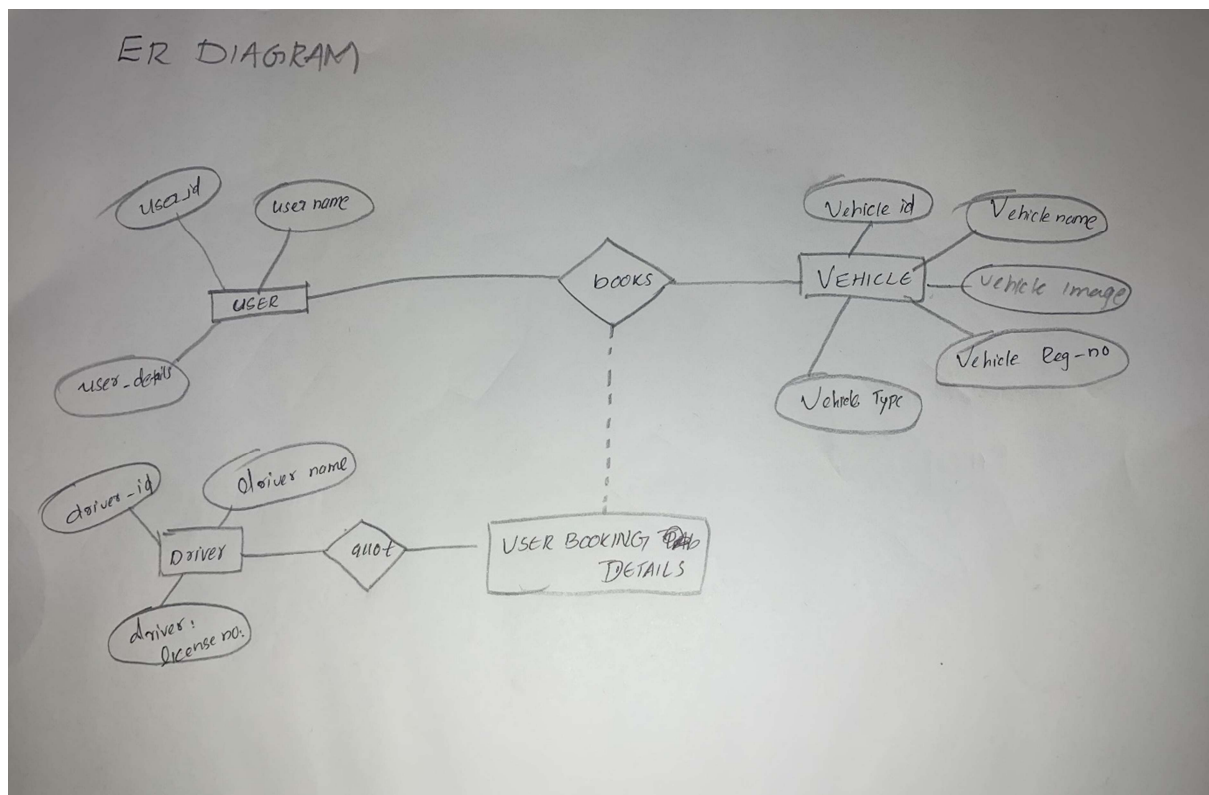 ER DIAGRAM
user_id
user name
USER
user_details
books
Vehicle id
Vehicle name
VEHICLE
vehicle image
Vehicle Reg-no
Vehicle Type
driver_id
driver name
DRIVER
allot
driver:
license no:
USER BOOKING
DETAILS